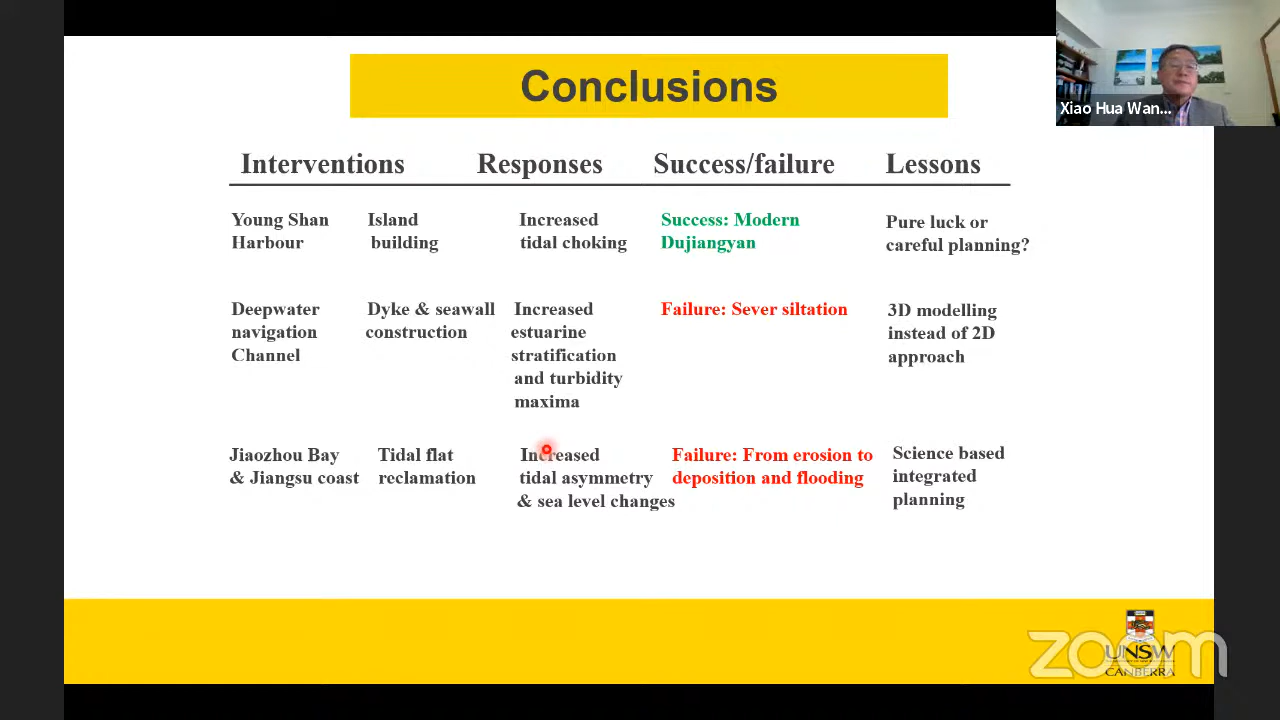 Conclusions
Xiao Hua Wan...
Interventions Responses Success/failure Lessons
Young Shan
Harbour
Island
building
Increased
tidal choking
Success: Modern
Dujiangyan
Pure luck or
careful planning?
Deepwater
navigation
Channel
Dyke & seawall
construction
Increased
estuarine
stratification
and turbidity
maxima
Failure: Sever siltation
3D modelling
instead of 2D
approach
Jiaozhou Bay
& Jiangsu coast
Tidal flat
reclamation
Increased
tidal asymmetry
& sea level changes
Failure: From erosion to
deposition and flooding
Science based
integrated
planning
zoom
UNSW
CANBERRA